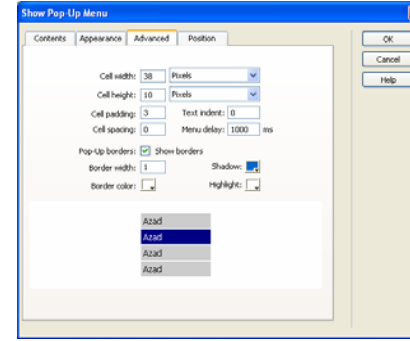 Show Pop-Up Menu
Contents Appearance Advanced Position
OK
Cancel
Help
Cell width: 38 Pixels
Cell height: 10 Pixels
Cell padding: 3 Text indent: 0
Cell spacing: 0 Menu delay: 1000 ms
Pop-Up borders: Show borders
Border width: 1 Shadow:
Border color: Highlight:
Azad
Azad
Azad
Azad